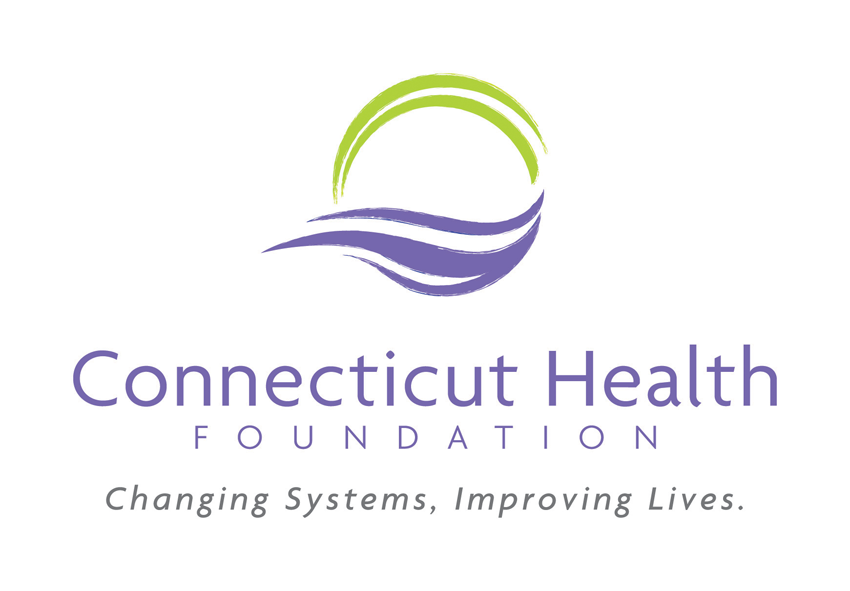 Connecticut Health
FOUNDATION
Changing Systems, Improving Lives.